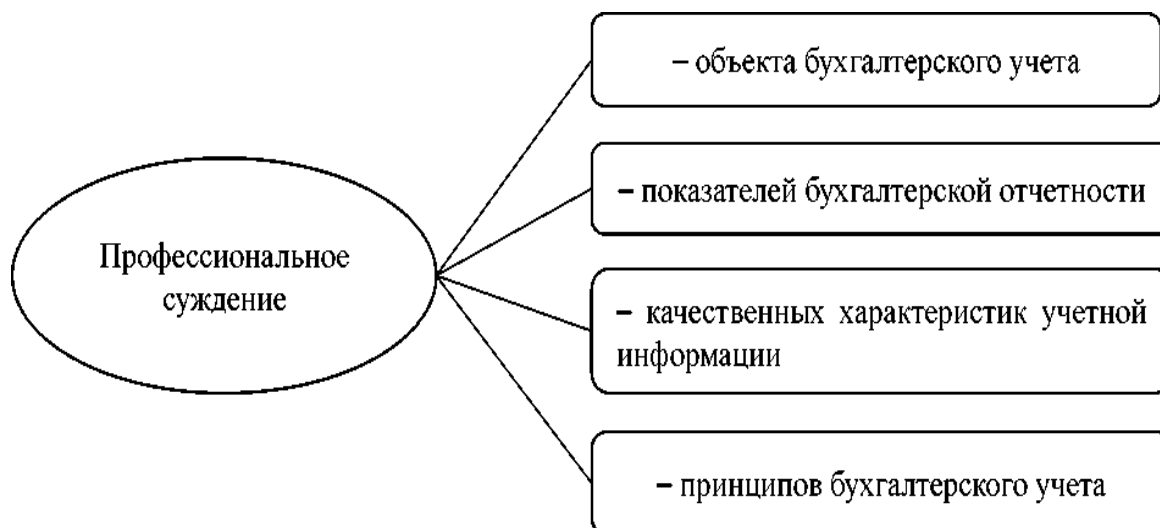 – объекта бухгалтерского учета
– показателей бухгалтерской отчетности
Профессиональное
суждение
– качественных характеристик учетной
информации
– принципов бухгалтерского учета